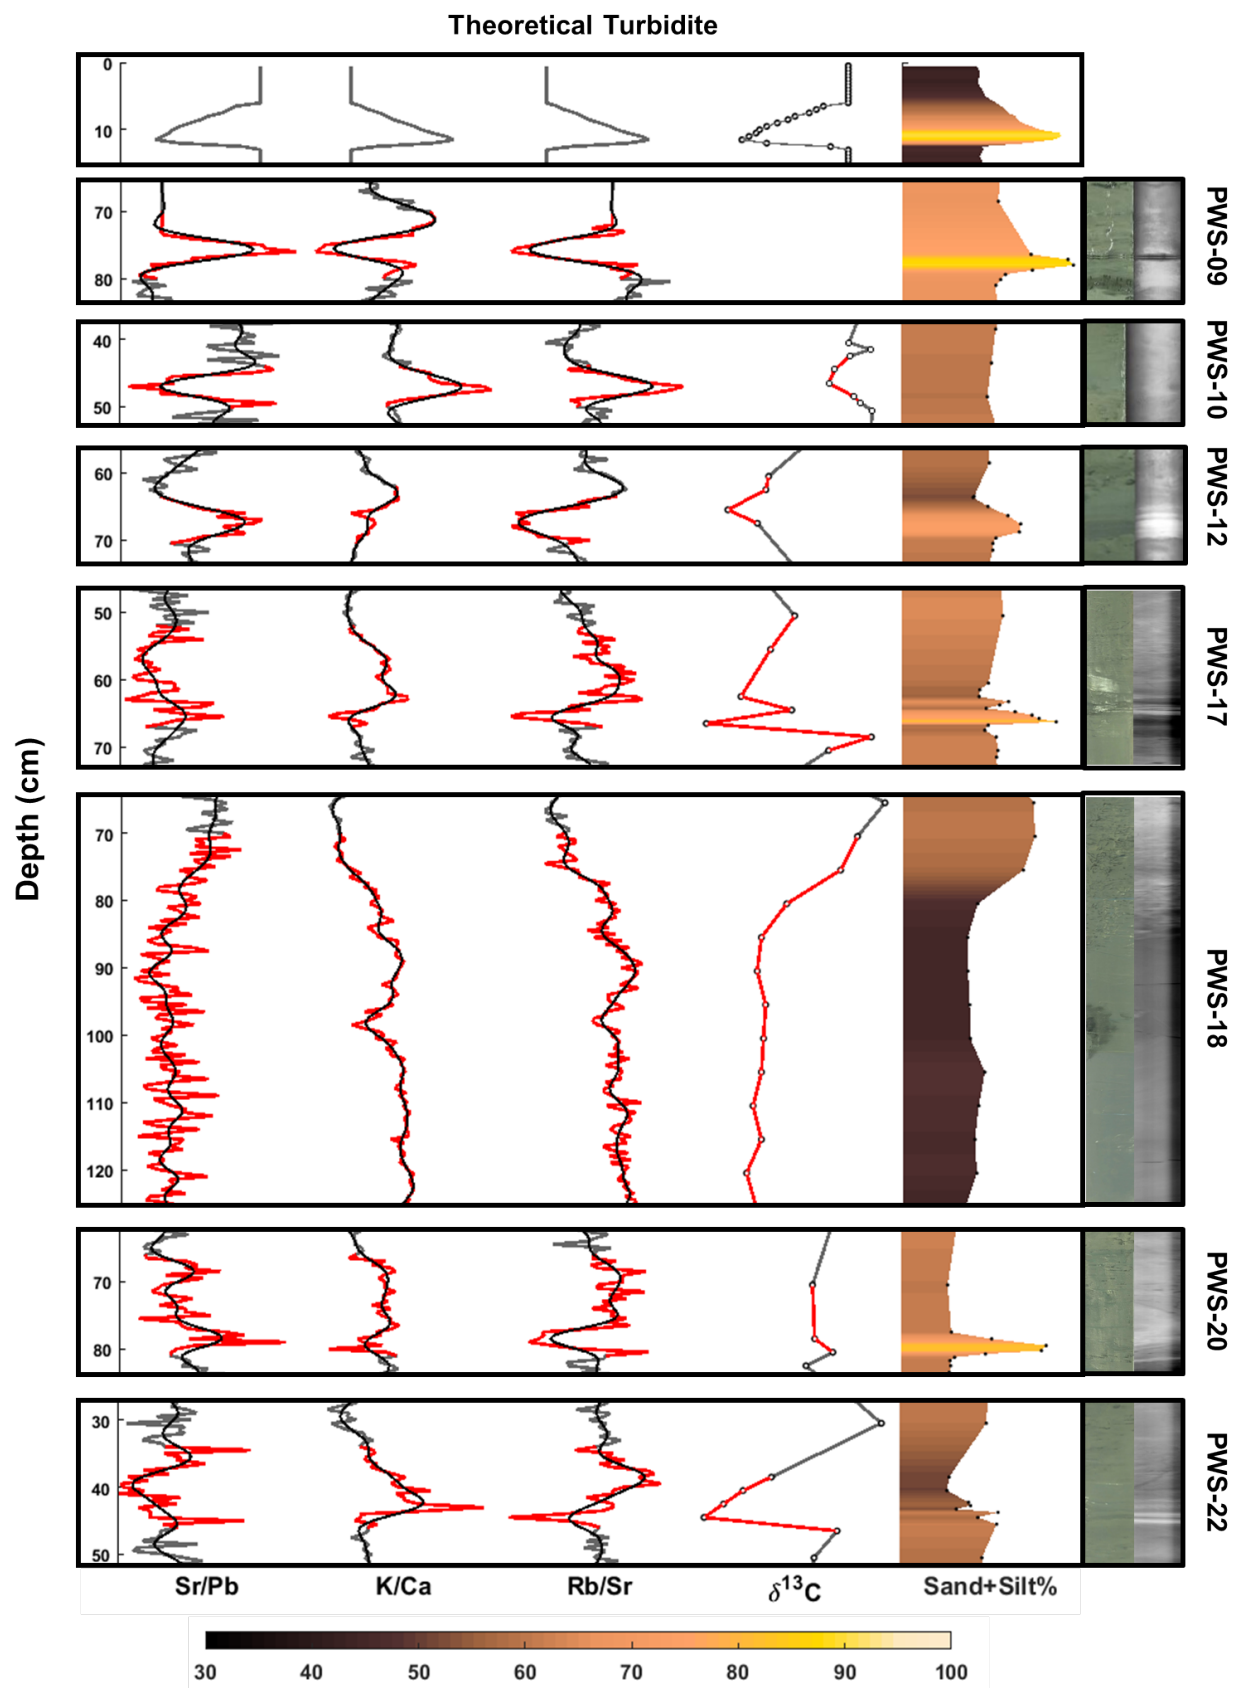 Theoretical Turbidite
0
10
70
80
PWS-09
40
50
PWS-10
60
70
PWS-12
50
60
70
PWS-17
Depth (cm)
70
80
90
100
110
120
PWS-18
70
80
PWS-20
30
40
50
PWS-22
Sr/Pb K/Ca Rb/Sr δ¹³C Sand+Silt%
30 40 50 60 70 80 90 100